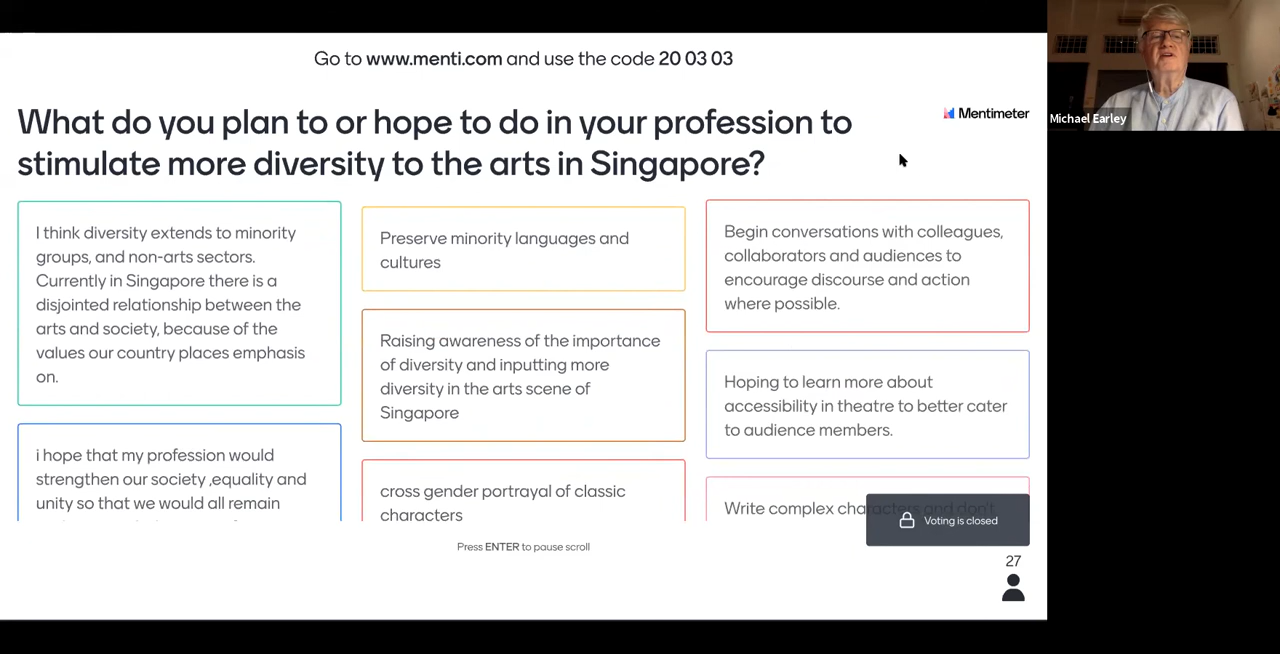 Go to www.menti.com and use the code 20 03 03
What do you plan to or hope to do in your profession to
stimulate more diversity to the arts in Singapore?
Mentimeter
Michael Earley
I think diversity extends to minority
groups, and non-arts sectors.
Currently in Singapore there is a
disjointed relationship between the
arts and society, because of the
values our country places emphasis
on.
i hope that my profession would
strengthen our society ,equality and
unity so that we would all remain
Preserve minority languages and
cultures
Raising awareness of the importance
of diversity and inputting more
diversity in the arts scene of
Singapore
cross gender portrayal of classic
characters
Begin conversations with colleagues,
collaborators and audiences to
encourage discourse and action
where possible.
Hoping to learn more about
accessibility in theatre to better cater
to audience members.
Write complex characters and don't
Voting is closed
Press ENTER to pause scroll
27